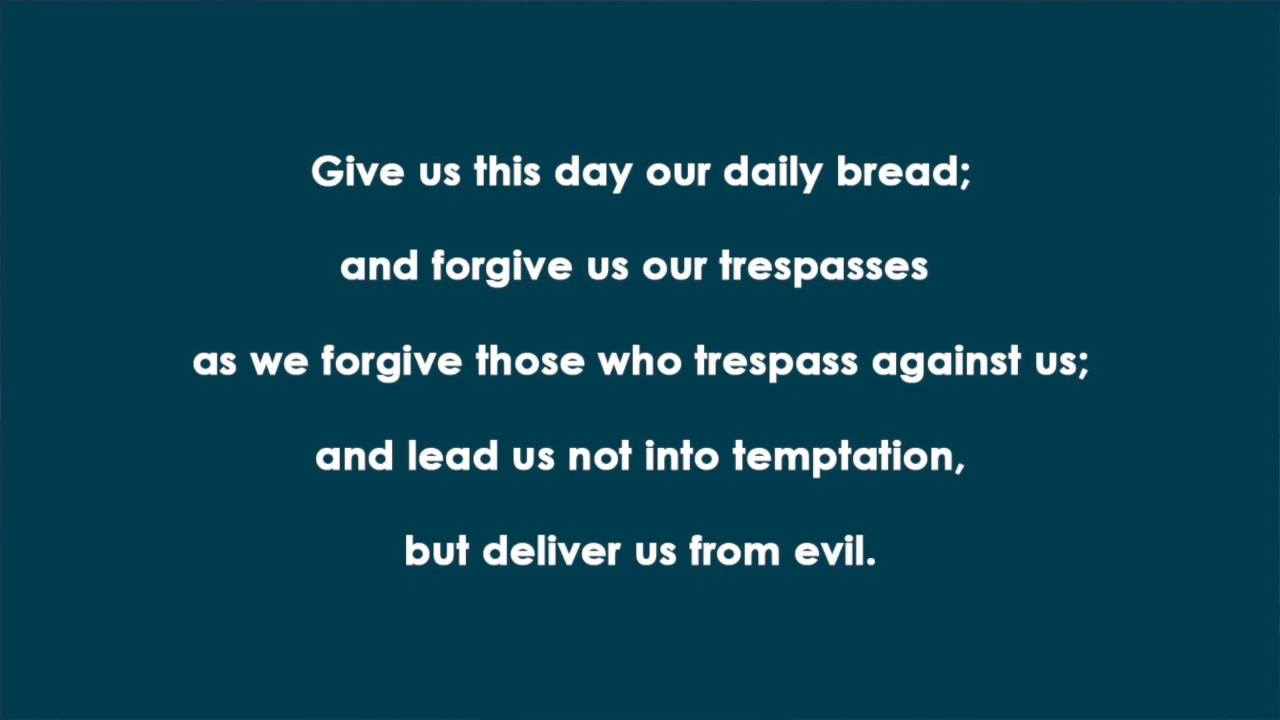 Give us this day our daily bread;
and forgive us our trespasses
as we forgive those who trespass against us;
and lead us not into temptation,
but deliver us from evil.